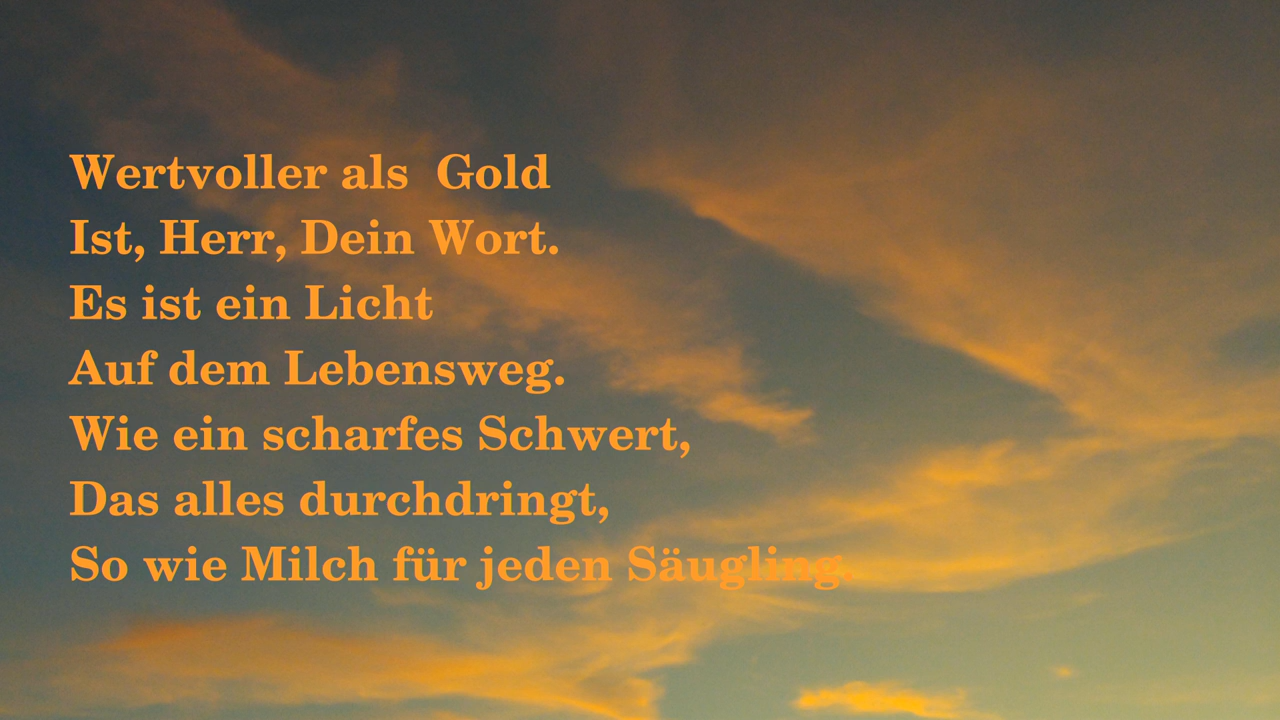 Wertvoller als  Gold
Ist, Herr, Dein Wort.
Es ist ein Licht
Auf dem Lebensweg.
Wie ein scharfes Schwert,
Das alles durchdringt,
So wie Milch für jeden Säugling.